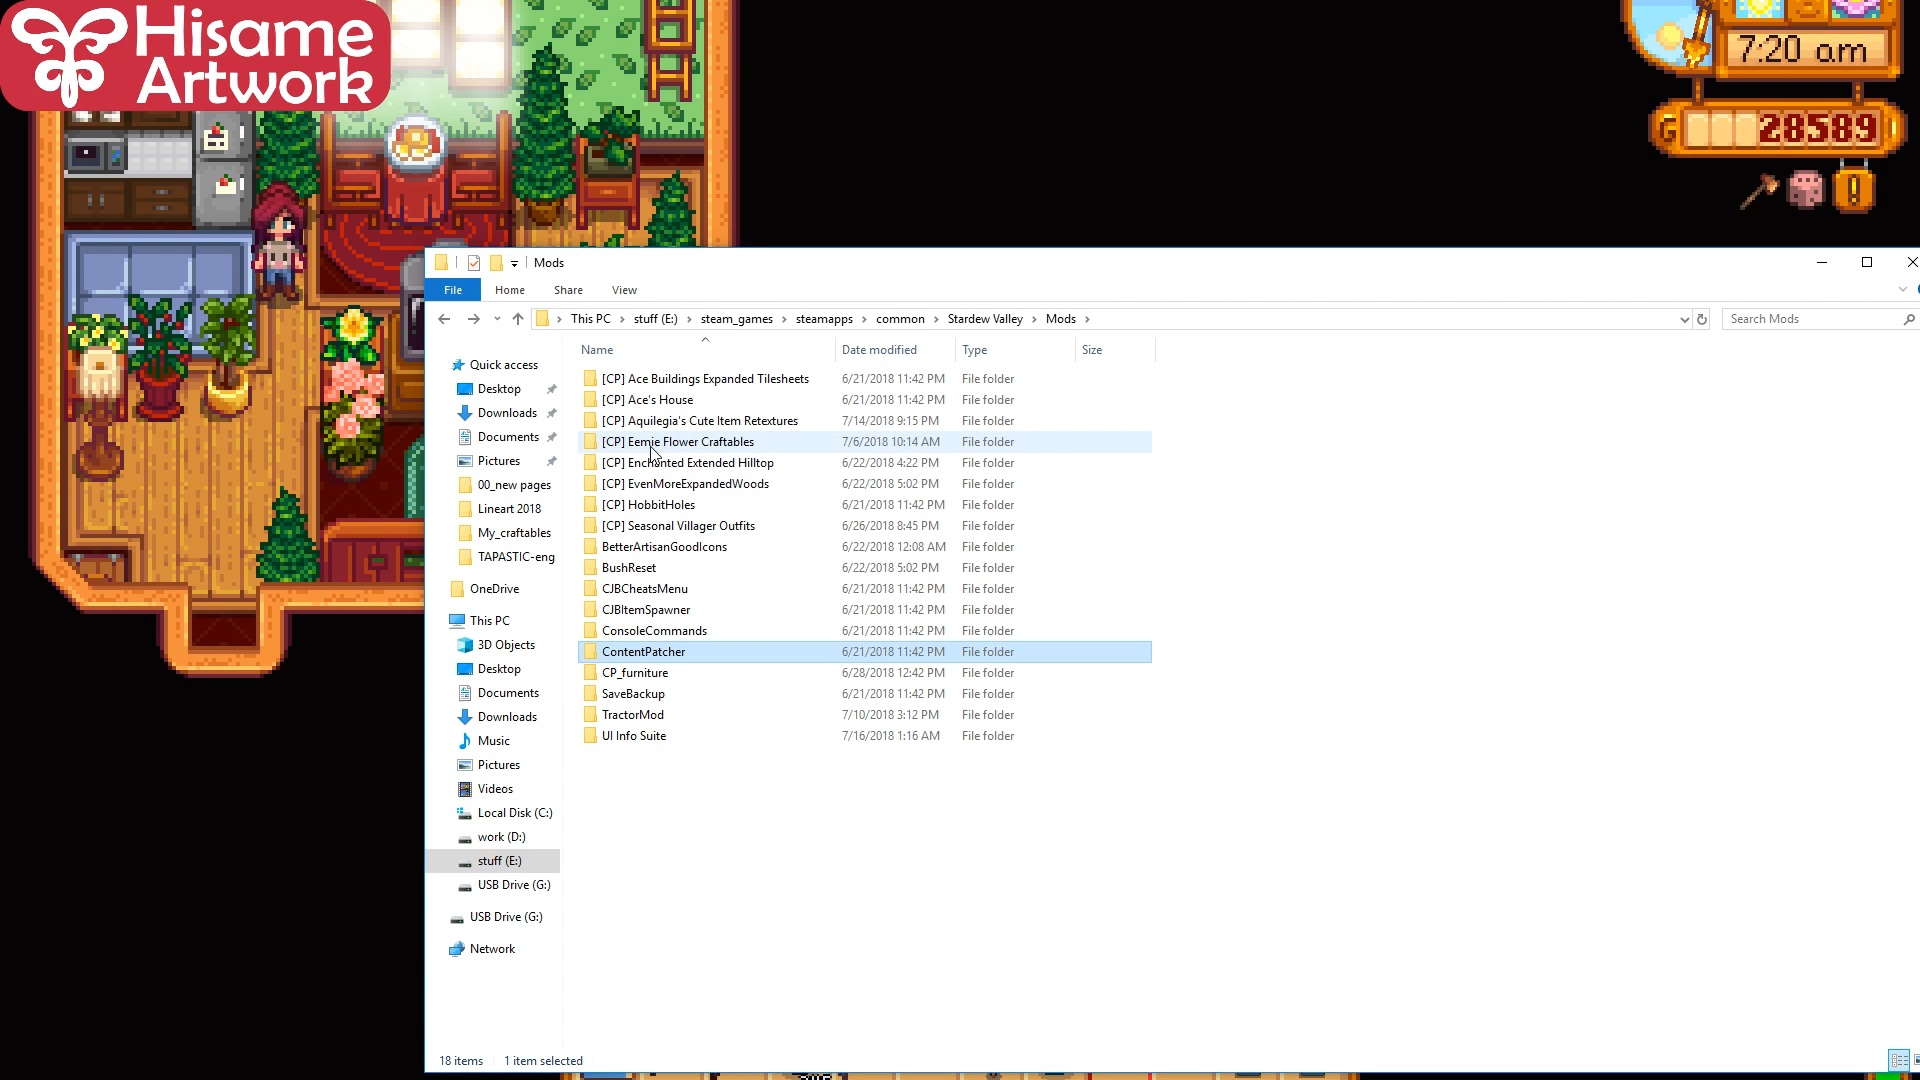 Hisame
Artwork
7:20 am
28589
Mods
File Home Share View
This PC stuff (E:) steam_games steamapps common Stardew Valley Mods
Search Mods
Name Date modified Type Size
Quick access
Desktop
Downloads
Documents
Pictures
00_new pages
Lineart 2018
My_craftables
TAPASTIC-eng
OneDrive
This PC
3D Objects
Desktop
Documents
Downloads
Music
Pictures
Videos
Local Disk (C:)
work (D:)
stuff (E:)
USB Drive (G:)
USB Drive (G:)
Network
[CP] Ace Buildings Expanded Tilesheets 6/21/2018 11:42 PM File folder
[CP] Ace's House 6/21/2018 11:42 PM File folder
[CP] Aquilegia's Cute Item Retextures 7/14/2018 9:15 PM File folder
[CP] Eemie Flower Craftables 7/6/2018 10:14 AM File folder
[CP] Enchanted Extended Hilltop 6/22/2018 4:22 PM File folder
[CP] EvenMoreExpandedWoods 6/22/2018 5:02 PM File folder
[CP] HobbitHoles 6/21/2018 11:42 PM File folder
[CP] Seasonal Villager Outfits 6/26/2018 8:45 PM File folder
BetterArtisanGoodIcons 6/22/2018 12:08 AM File folder
BushReset 6/22/2018 5:02 PM File folder
CJBCheatsMenu 6/21/2018 11:42 PM File folder
CJBItemSpawner 6/21/2018 11:42 PM File folder
ConsoleCommands 6/21/2018 11:42 PM File folder
ContentPatcher 6/21/2018 11:42 PM File folder
CP_furniture 6/28/2018 12:42 PM File folder
SaveBackup 6/21/2018 11:42 PM File folder
TractorMod 7/10/2018 3:12 PM File folder
UI Info Suite 7/16/2018 1:16 AM File folder
18 items 1 item selected